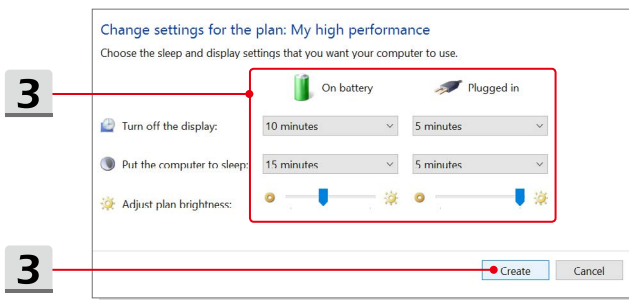 Change settings for the plan: My high performance
Choose the sleep and display settings that you want your computer to use.
3
On battery Plugged in
Turn off the display: 10 minutes 5 minutes
Put the computer to sleep: 15 minutes 5 minutes
Adjust plan brightness:
3
Create Cancel